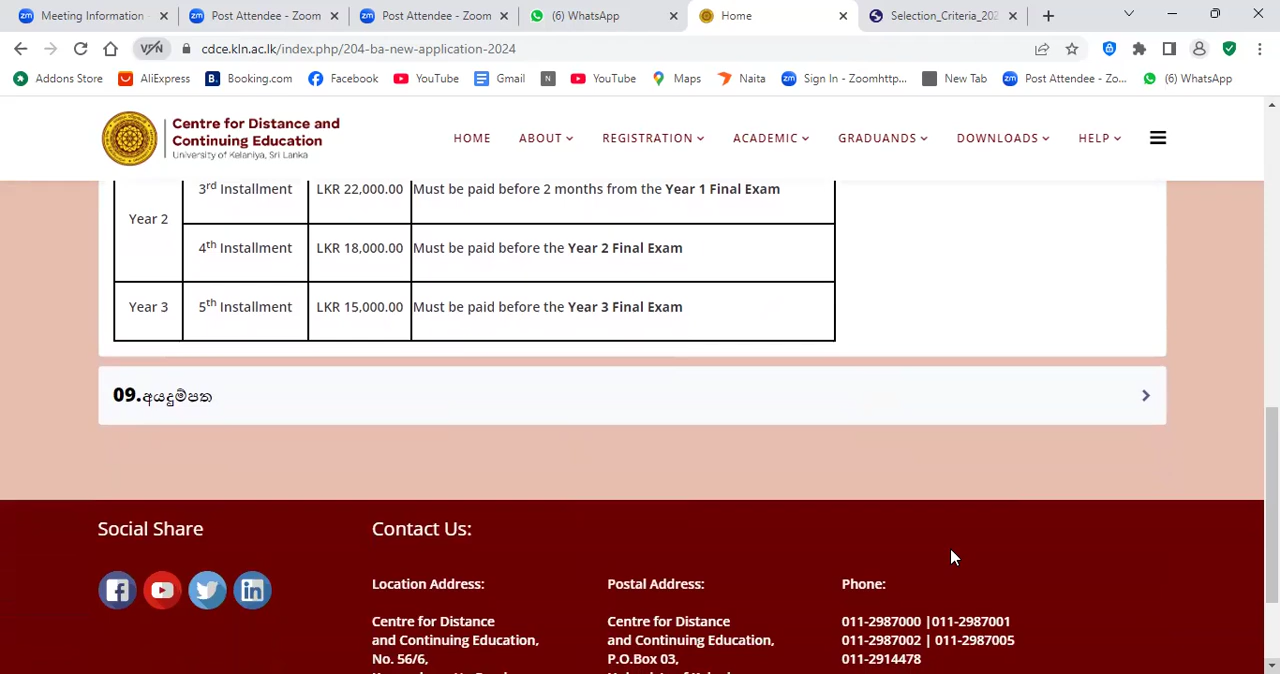 Meeting Information -
Post Attendee - Zoom
Post Attendee - Zoom
(6) WhatsApp
Home
Selection_Criteria_202
VPN
cdce.kln.ac.lk/index.php/204-ba-new-application-2024
Addons Store
AliExpress
Booking.com
Facebook
YouTube
Gmail
N
YouTube
Maps
Naita
Sign In - Zoomhttp...
New Tab
Post Attendee - Zo...
(6) WhatsApp
Centre for Distance and
Continuing Education
University of Kelaniya, Sri Lanka
HOME ABOUT REGISTRATION ACADEMIC GRADUANDS DOWNLOADS HELP
Year 2
3rd Installment LKR 22,000.00 Must be paid before 2 months from the Year 1 Final Exam
4th Installment LKR 18,000.00 Must be paid before the Year 2 Final Exam
Year 3 5th Installment LKR 15,000.00 Must be paid before the Year 3 Final Exam
09.අයදුම්පත
Social Share
Contact Us:
Location Address:
Centre for Distance
and Continuing Education,
No. 56/6,
Postal Address:
Centre for Distance
and Continuing Education,
P.O.Box 03,
Phone:
011-2987000 |011-2987001
011-2987002 | 011-2987005
011-2914478